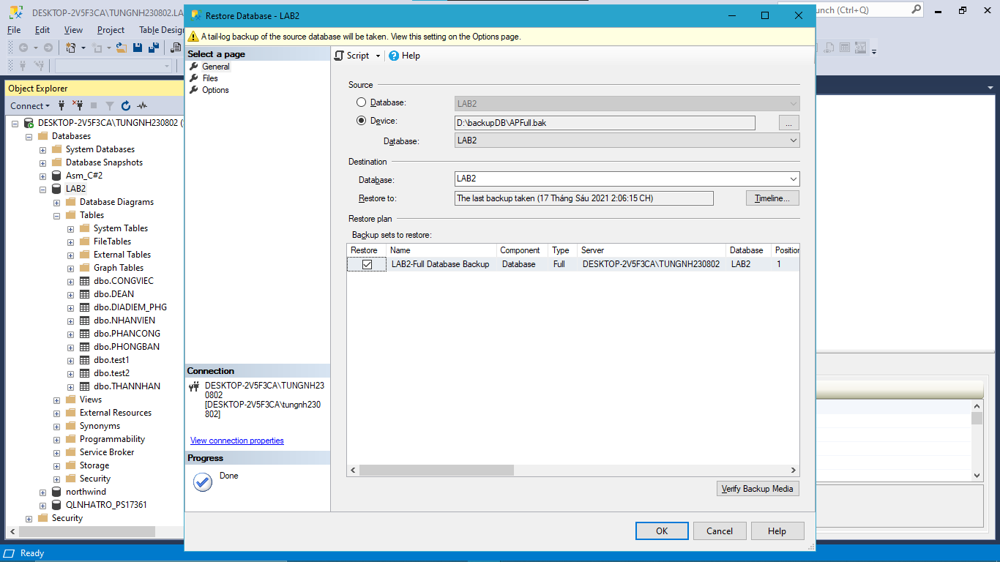 DESKTOP-2V5F3CA\TUNGNH230802.LA
Restore Database - LAB2
unch (Ctrl+Q)
File Edit View Project Table Desig
A tail-log backup of the source database will be taken. View this setting on the Options page.
Select a page
General
Files
Options
Script Help
Object Explorer
Connect
DESKTOP-2V5F3CA\TUNGNH230802 (
Databases
System Databases
Database Snapshots
Asm_C#2
LAB2
Database Diagrams
Tables
System Tables
FileTables
External Tables
Graph Tables
dbo.CONGVIEC
dbo.DEAN
dbo.DIADIEM_PHG
dbo.NHANVIEN
dbo.PHANCONG
dbo.PHONGBAN
dbo.test1
dbo.test2
dbo.THANNHAN
Views
External Resources
Synonyms
Programmability
Service Broker
Storage
Security
northwind
QLNHATRO_PS17361
Security
Source
Database: LAB2
Device: D:\backupDB\APFull.bak ...
Database: LAB2
Destination
Database: LAB2
Restore to: The last backup taken (17 Tháng Sáu 2021 2:06:15 CH) Timeline...
Restore plan
Backup sets to restore:
Restore Name Component Type Server Database Position
LAB2-Full Database Backup Database Full DESKTOP-2V5F3CA\TUNGNH230802 LAB2 1
Connection
DESKTOP-2V5F3CA\TUNGNH23
0802
[DESKTOP-2V5F3CA\tungnh230
802]
View connection properties
Progress
Done
Verify Backup Media
OK Cancel Help
Ready